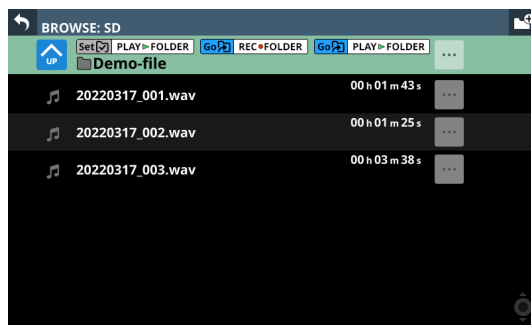 BROWSE: SD
Set PLAY▷FOLDER Go REC●FOLDER Go PLAY▷FOLDER
UP Demo-file ...
20220317_001.wav 00 h 01 m 43 s ...
20220317_002.wav 00 h 01 m 25 s ...
20220317_003.wav 00 h 03 m 38 s ...